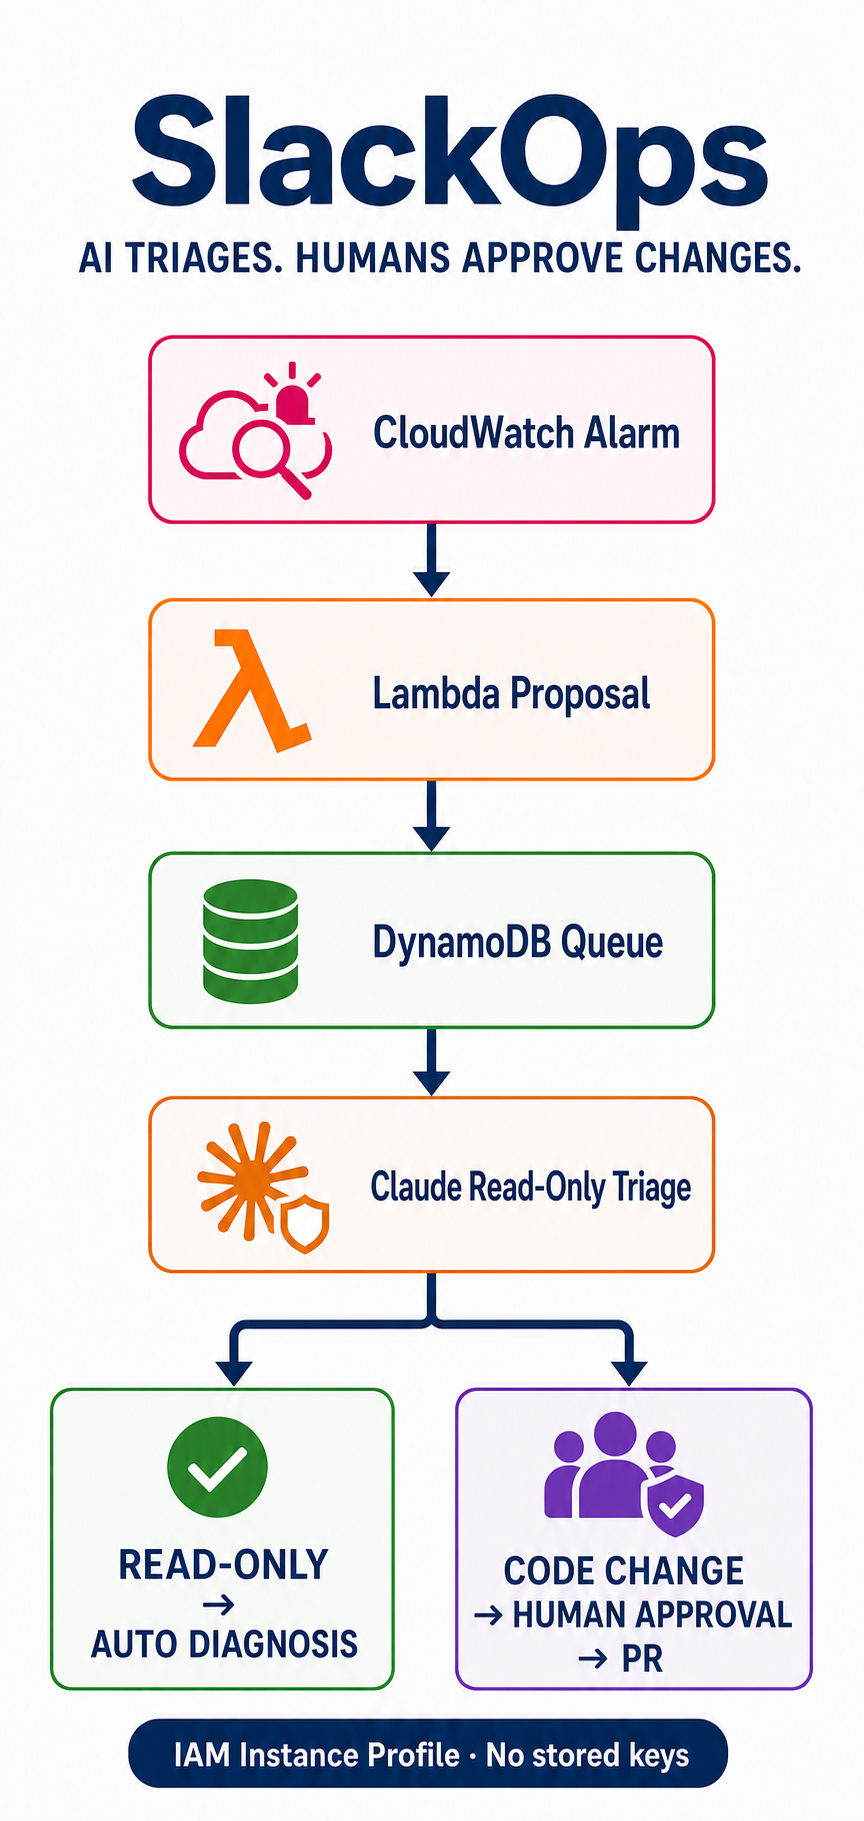 SlackOps
AI TRIAGES. HUMANS APPROVE CHANGES.
CloudWatch Alarm
Lambda Proposal
DynamoDB Queue
Claude Read-Only Triage
READ-ONLY
→
AUTO DIAGNOSIS
CODE CHANGE
→ HUMAN APPROVAL
→ PR
IAM Instance Profile · No stored keys